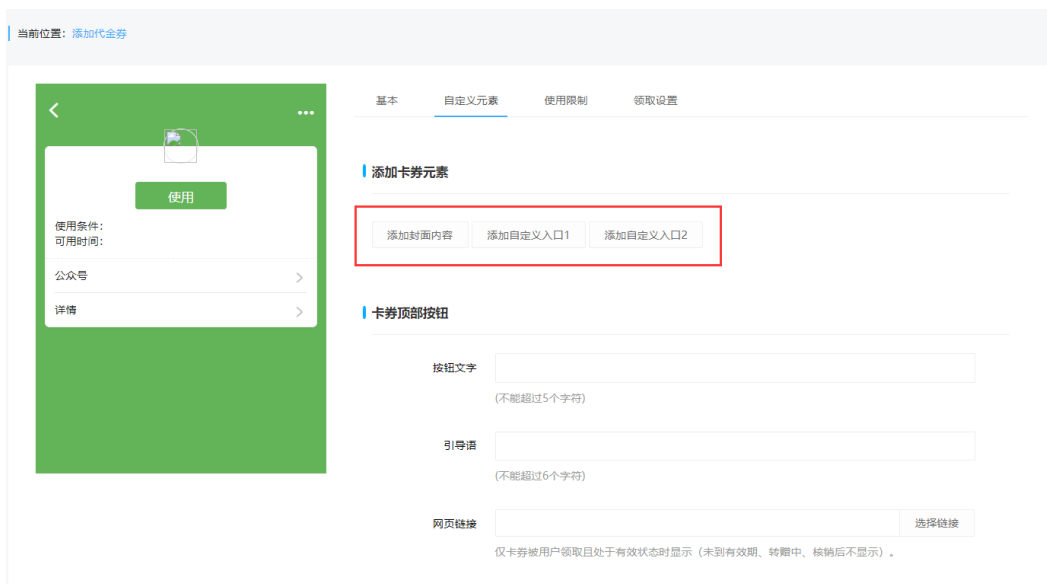 当前位置：添加代金券
基本 自定义元素 使用限制 领取设置
使用
使用条件：
可用时间：
公众号
详情
添加卡券元素
添加封面内容 添加自定义入口1 添加自定义入口2
卡券顶部按钮
按钮文字
(不能超过5个字符)
引导语
(不能超过6个字符)
网页链接 选择链接
仅卡券被用户领取且处于有效状态时显示（未到有效期、转赠中、核销后不显示）。